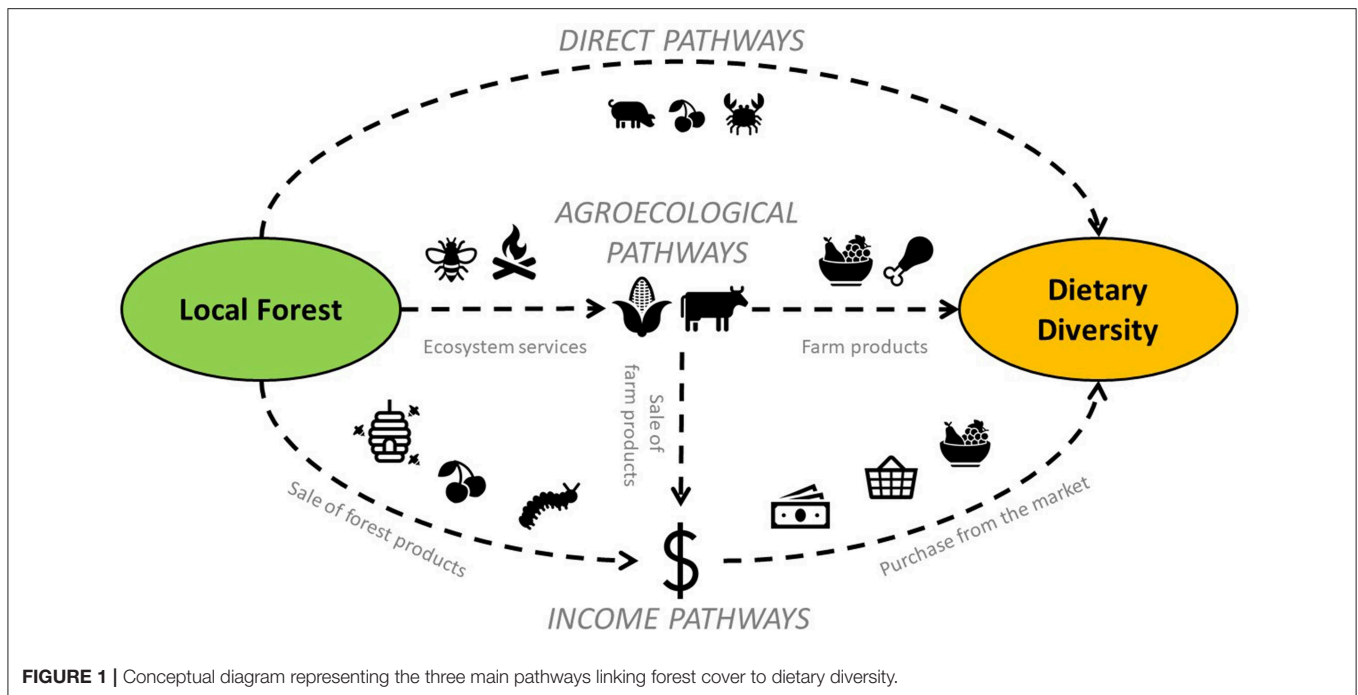 DIRECT PATHWAYS
AGROECOLOGICAL
PATHWAYS
Local Forest
Dietary
Diversity
Ecosystem services
Farm products
Sale of
farm products
Sale of forest products
Purchase from the market
$
INCOME PATHWAYS
FIGURE 1 | Conceptual diagram representing the three main pathways linking forest cover to dietary diversity.